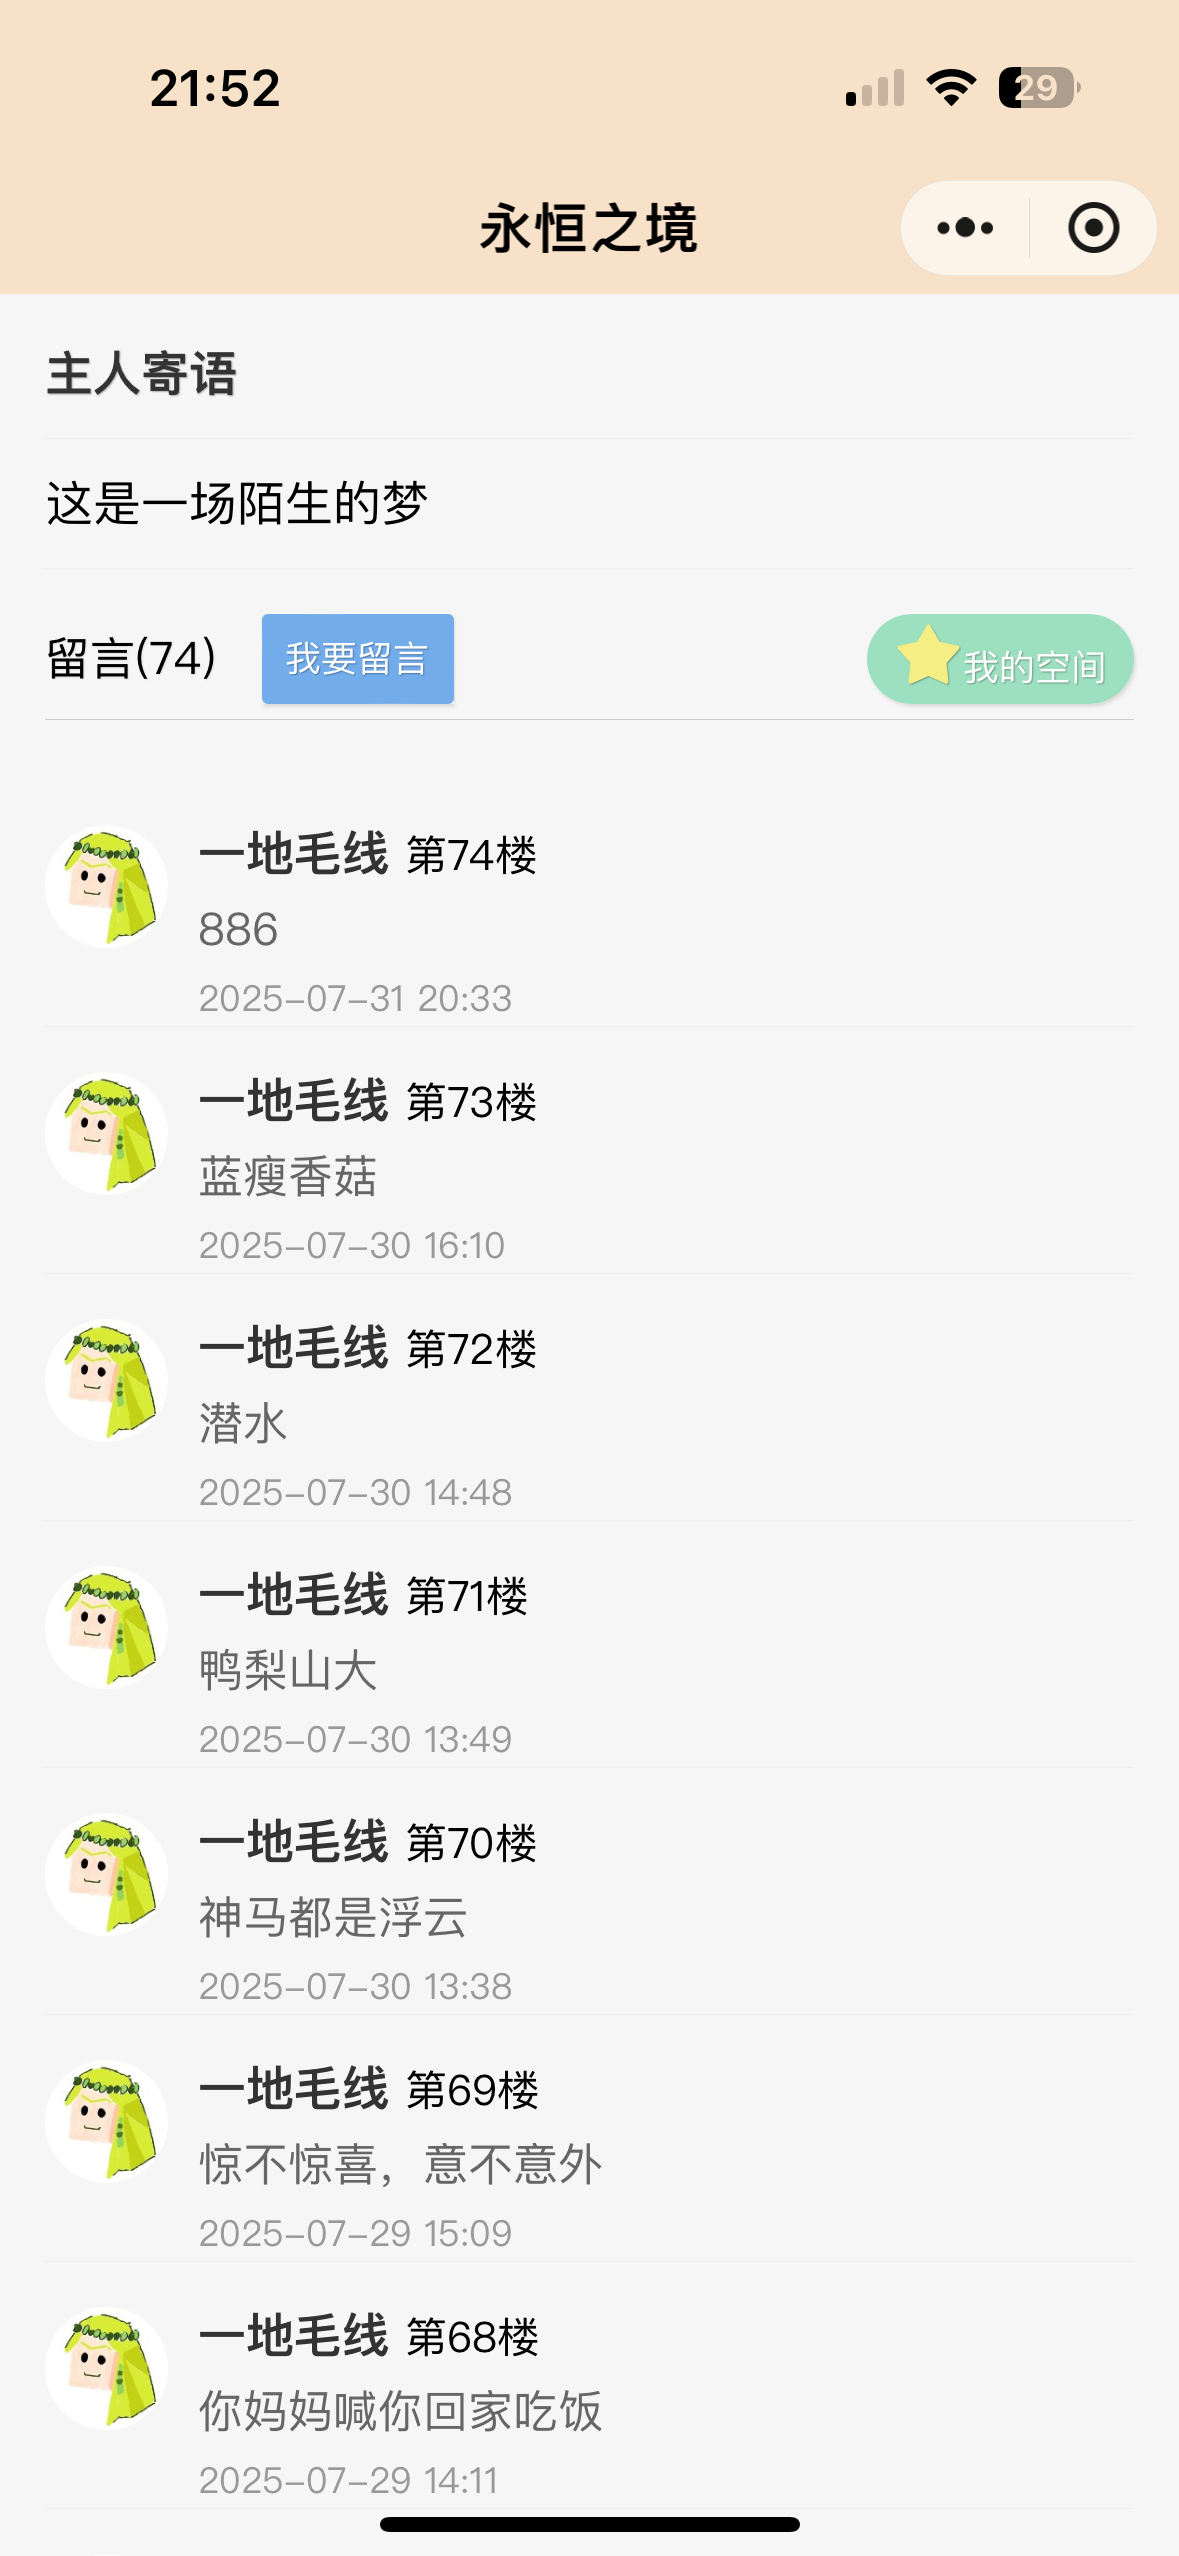 21:52
29
永恒之境
主人寄语
这是一场陌生的梦
留言(74) 我要留言 我的空间
一地毛线 第74楼
886
2025-07-31 20:33
一地毛线 第73楼
蓝瘦香菇
2025-07-30 16:10
一地毛线 第72楼
潜水
2025-07-30 14:48
一地毛线 第71楼
鸭梨山大
2025-07-30 13:49
一地毛线 第70楼
神马都是浮云
2025-07-30 13:38
一地毛线 第69楼
惊不惊喜，意不意外
2025-07-29 15:09
一地毛线 第68楼
你妈妈喊你回家吃饭
2025-07-29 14:11